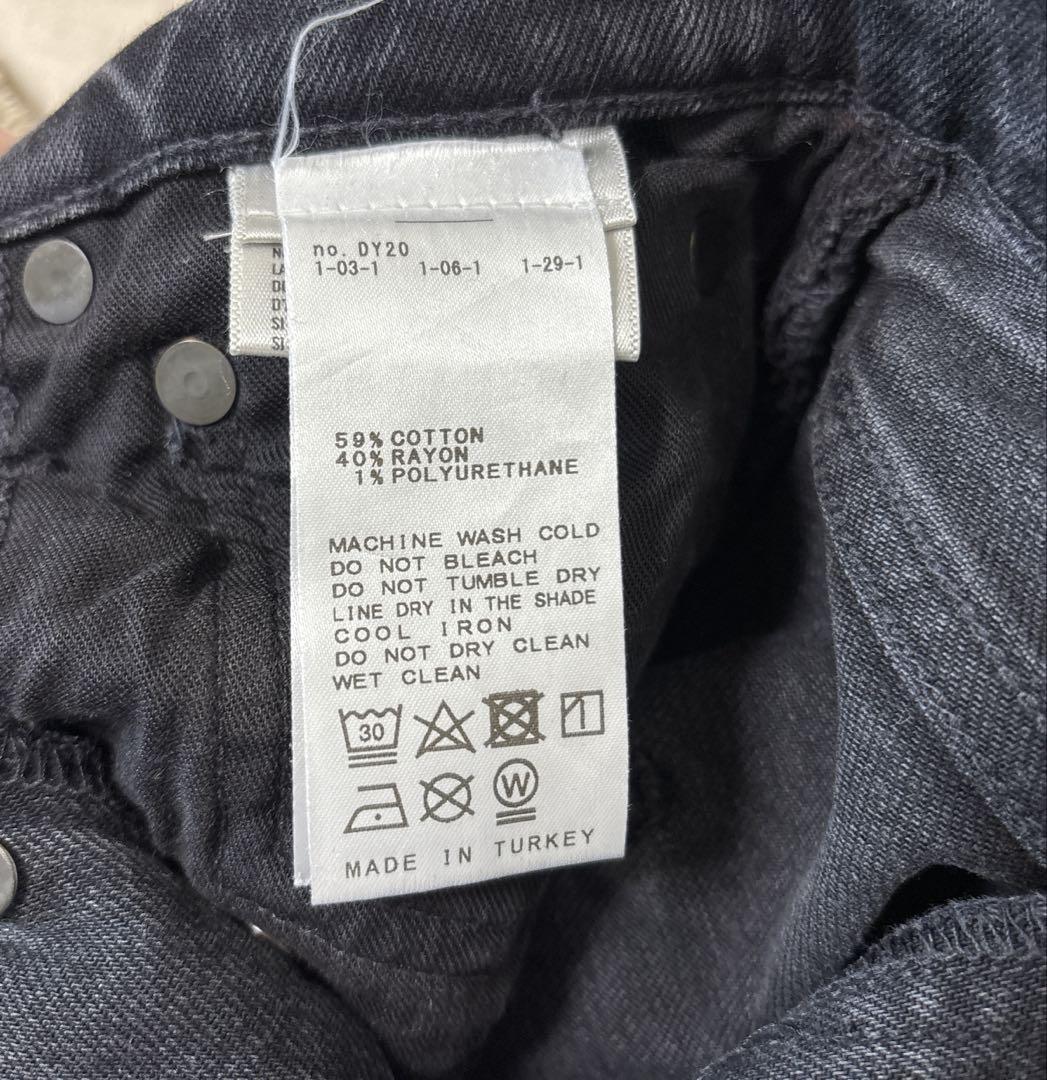 no. DY20
1-03-1 1-06-1 1-29-1
59% COTTON
40% RAYON
1% POLYURETHANE
MACHINE WASH COLD
DO NOT BLEACH
DO NOT TUMBLE DRY
LINE DRY IN THE SHADE
COOL IRON
DO NOT DRY CLEAN
WET CLEAN
30
W
MADE IN TURKEY